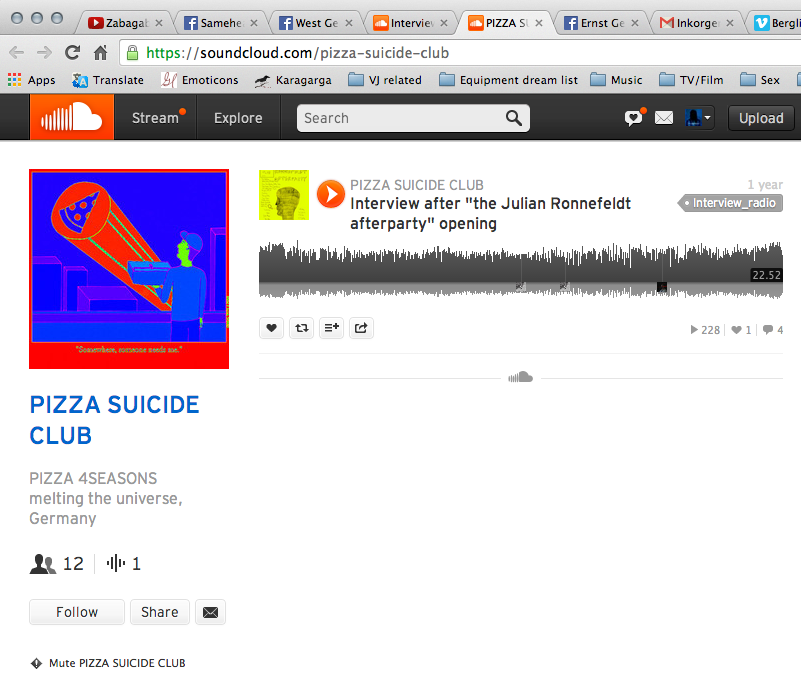 Zabagab
Samehe
West Ge
Interviev
PIZZA SU
Ernst Ge
Inkorger
Bergli
https://soundcloud.com/pizza-suicide-club
Apps
Translate
Emoticons
Karagarga
VJ related
Equipment dream list
Music
TV/Film
Sex
Stream
Explore
Search
Upload
"Somewhere, someone needs me."
PIZZA SUICIDE CLUB
1 year
Interview after "the Julian Ronnefeldt
afterparty" opening
Interview_radio
22.52
228
1
4
PIZZA SUICIDE
CLUB
PIZZA 4SEASONS
melting the universe,
Germany
12
1
Follow
Share
Mute PIZZA SUICIDE CLUB